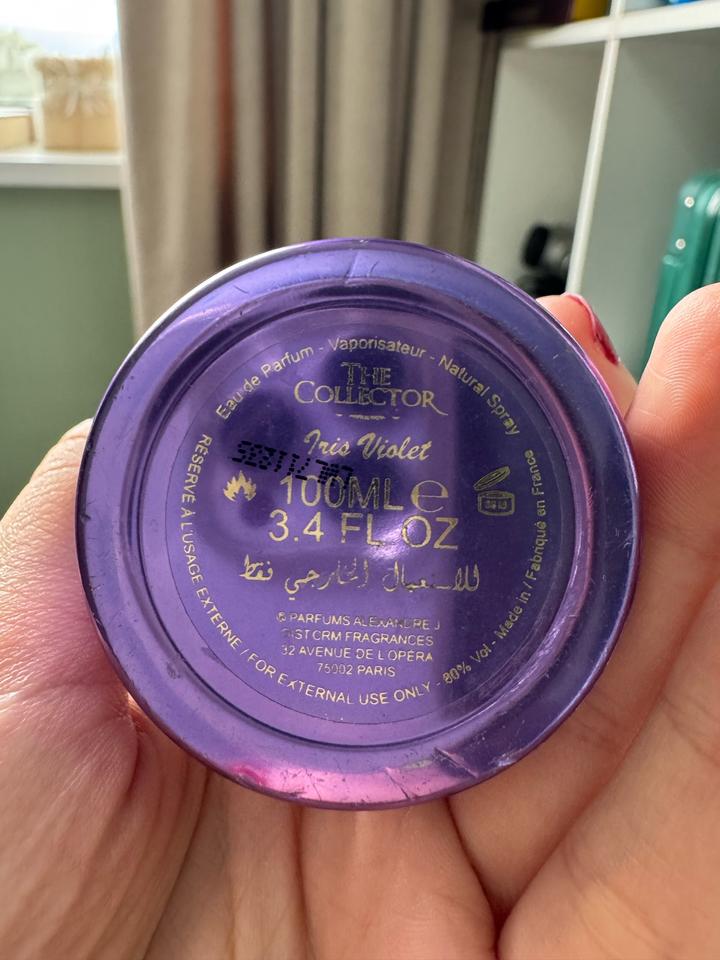 Eau de Parfum - Vaporisateur - Natural Spray
THE
COLLECTOR
Iris Violet
100ML e
3.4 FL OZ
للاستعمال الخارجي فقط
® PARFUMS ALEXANDRE J
DIST CRM FRAGRANCES
32 AVENUE DE L'OPÉRA
75002 PARIS
RÉSERVÉ À L'USAGE EXTERNE / FOR EXTERNAL USE ONLY - 80% Vol - Made in / Fabriqué en France